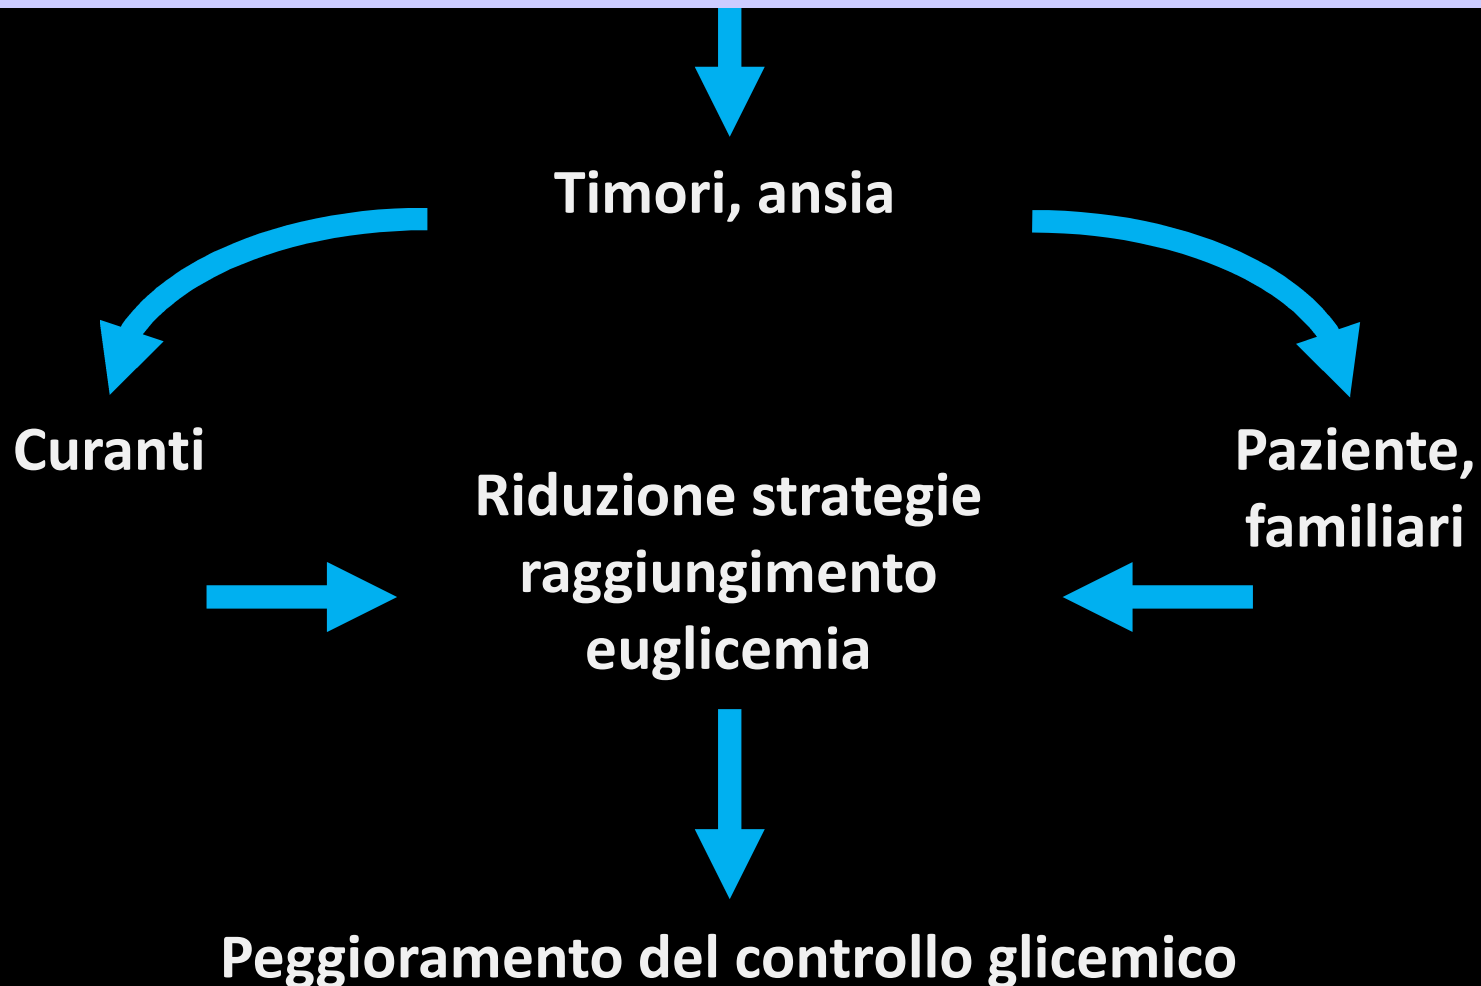 Timori, ansia
Curanti
Paziente,
familiari
Riduzione strategie
raggiungimento
euglicemia
Peggioramento del controllo glicemico